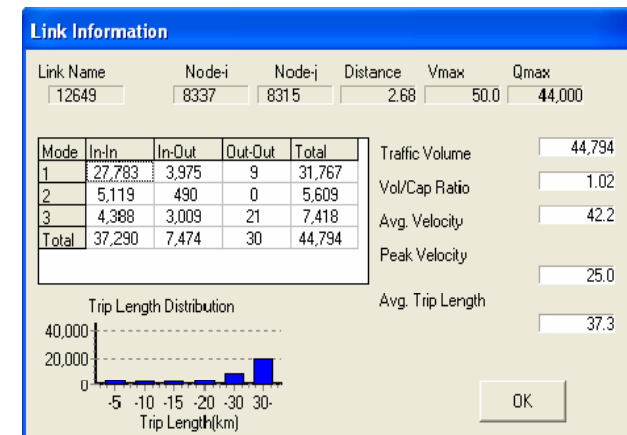 Link Information
Link Name Node-i Node-j Distance Vmax Qmax
12649 8337 8315 2.68 50.0 44,000
Mode In-In In-Out Out-Out Total
1 27,783 3,975 9 31,767
2 5,119 490 0 5,609
3 4,388 3,009 21 7,418
Total 37,290 7,474 30 44,794
Traffic Volume 44,794
Vol/Cap Ratio 1.02
Avg. Velocity 42.2
Peak Velocity
25.0
Avg. Trip Length
37.3
Trip Length Distribution
40,000
20,000
0
-5 -10 -15 -20 -30 30-
Trip Length(km)
OK